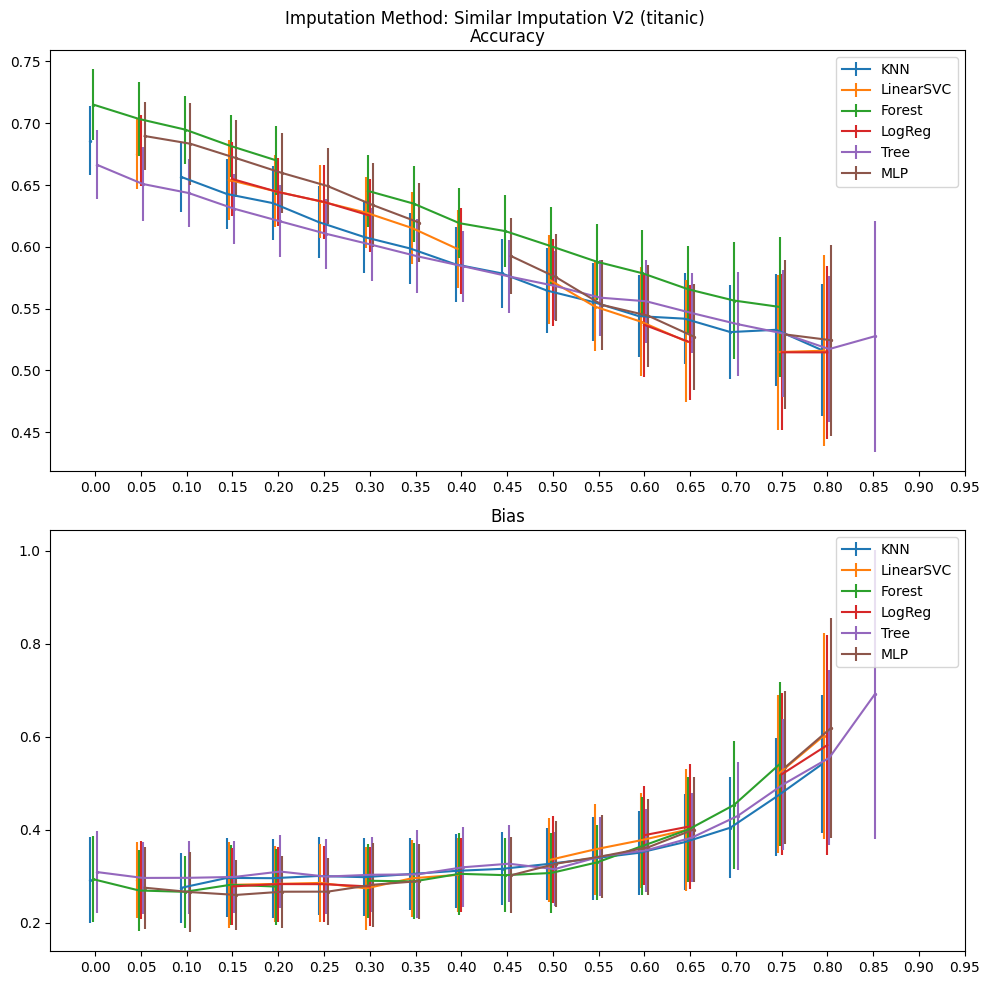 Imputation Method: Similar Imputation V2 (titanic)
Accuracy
0.75
0.70
0.65
0.60
0.55
0.50
0.45
KNN
LinearSVC
Forest
LogReg
Tree
MLP
0.00 0.05 0.10 0.15 0.20 0.25 0.30 0.35 0.40 0.45 0.50 0.55 0.60 0.65 0.70 0.75 0.80 0.85 0.90 0.95
Bias
1.0
0.8
0.6
0.4
0.2
KNN
LinearSVC
Forest
LogReg
Tree
MLP
0.00 0.05 0.10 0.15 0.20 0.25 0.30 0.35 0.40 0.45 0.50 0.55 0.60 0.65 0.70 0.75 0.80 0.85 0.90 0.95